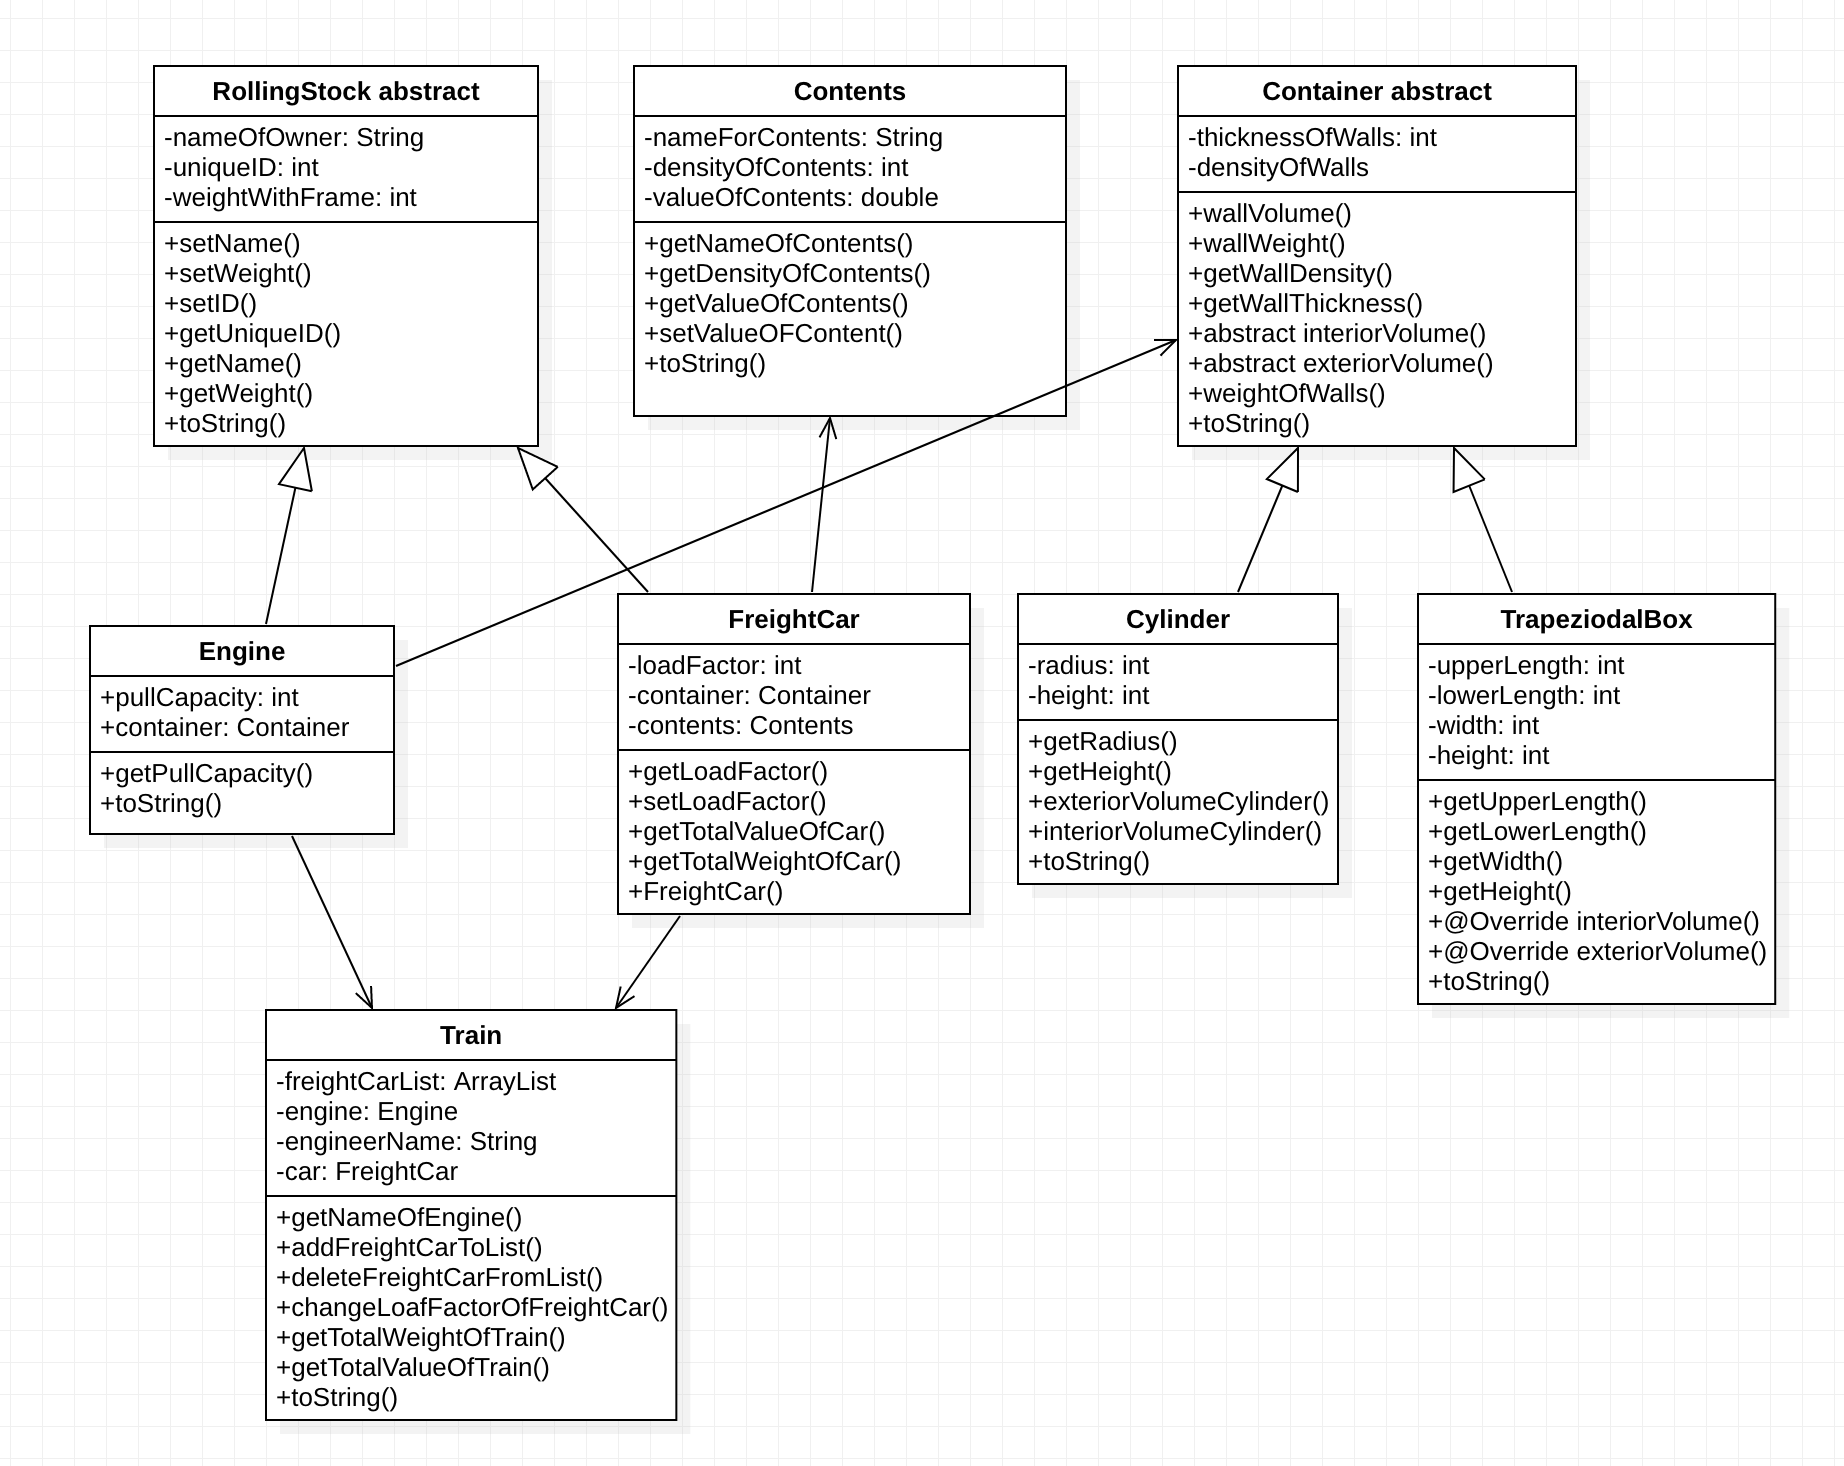 RollingStock abstract
-nameOfOwner: String
-uniqueID: int
-weightWithFrame: int
+setName()
+setWeight()
+setID()
+getUniqueID()
+getName()
+getWeight()
+toString()
Contents
-nameForContents: String
-densityOfContents: int
-valueOfContents: double
+getNameOfContents()
+getDensityOfContents()
+getValueOfContents()
+setValueOFContent()
+toString()
Container abstract
-thicknessOfWalls: int
-densityOfWalls
+wallVolume()
+wallWeight()
+getWallDensity()
+getWallThickness()
+abstract interiorVolume()
+abstract exteriorVolume()
+weightOfWalls()
+toString()
Engine
+pullCapacity: int
+container: Container
+getPullCapacity()
+toString()
FreightCar
-loadFactor: int
-container: Container
-contents: Contents
+getLoadFactor()
+setLoadFactor()
+getTotalValueOfCar()
+getTotalWeightOfCar()
+FreightCar()
Cylinder
-radius: int
-height: int
+getRadius()
+getHeight()
+exteriorVolumeCylinder()
+interiorVolumeCylinder()
+toString()
TrapeziodalBox
-upperLength: int
-lowerLength: int
-width: int
-height: int
+getUpperLength()
+getLowerLength()
+getWidth()
+getHeight()
+@Override interiorVolume()
+@Override exteriorVolume()
+toString()
Train
-freightCarList: ArrayList
-engine: Engine
-engineerName: String
-car: FreightCar
+getNameOfEngine()
+addFreightCarToList()
+deleteFreightCarFromList()
+changeLoafFactorOfFreightCar()
+getTotalWeightOfTrain()
+getTotalValueOfTrain()
+toString()